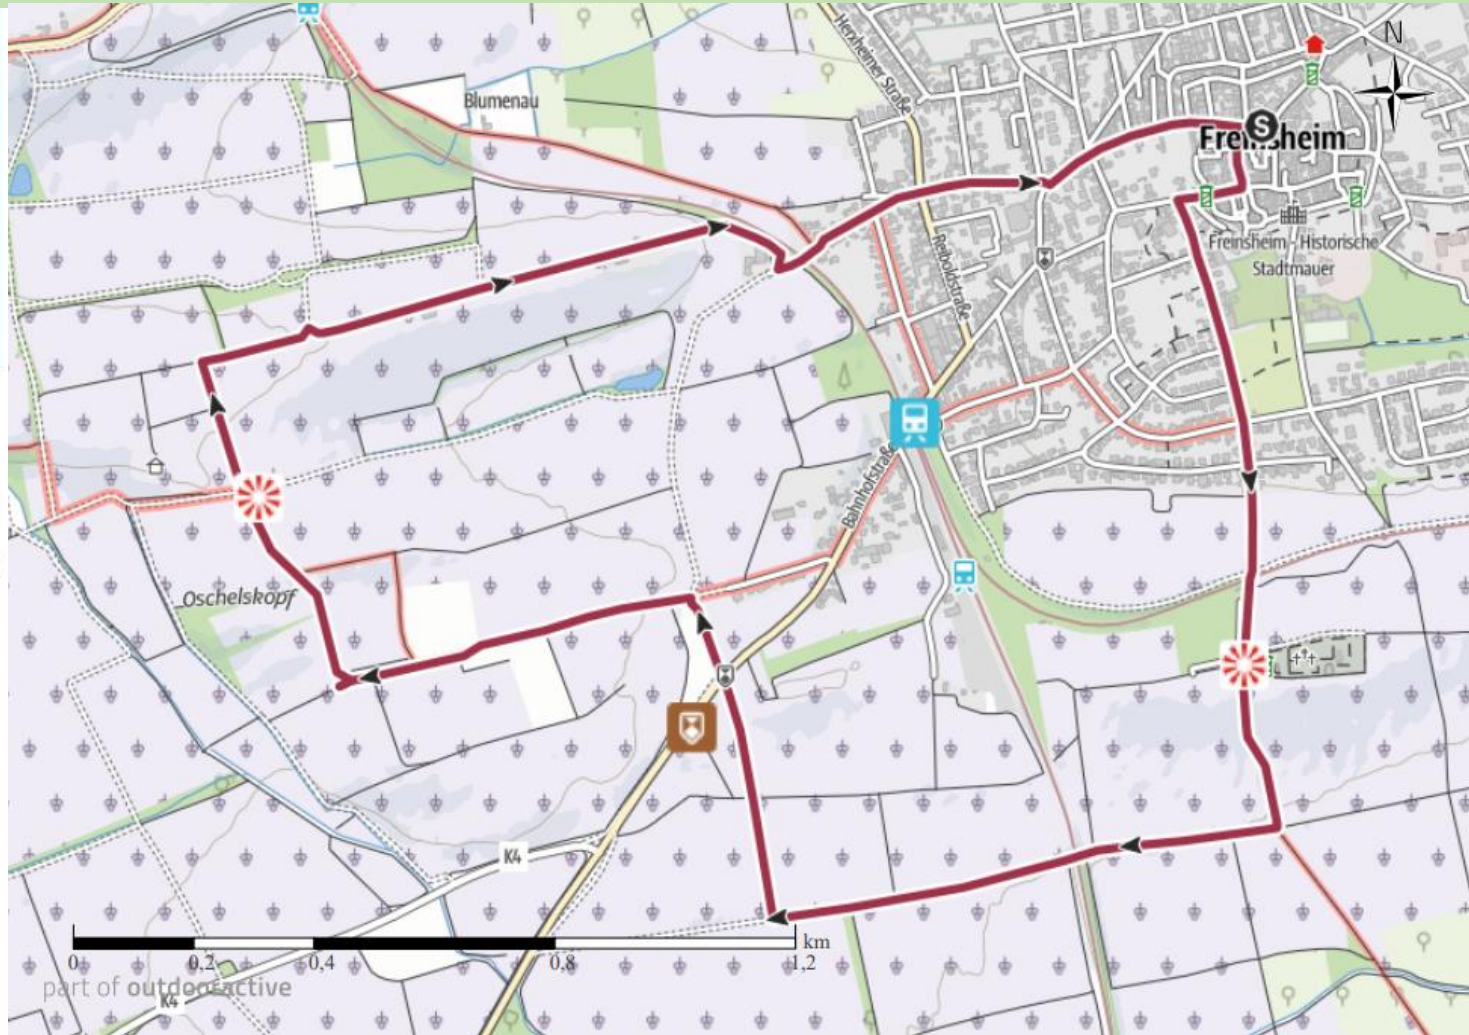 N
Herxheimer Straße
Blumenau
S
Freinsheim
Freinsheim - Historische
Stadtmauer
Reiboldstraße
Bahnhofstraße
Oschelskopf
K4
km
0
0,2
0,4
0,8
1,2
part of outdooractive
K4